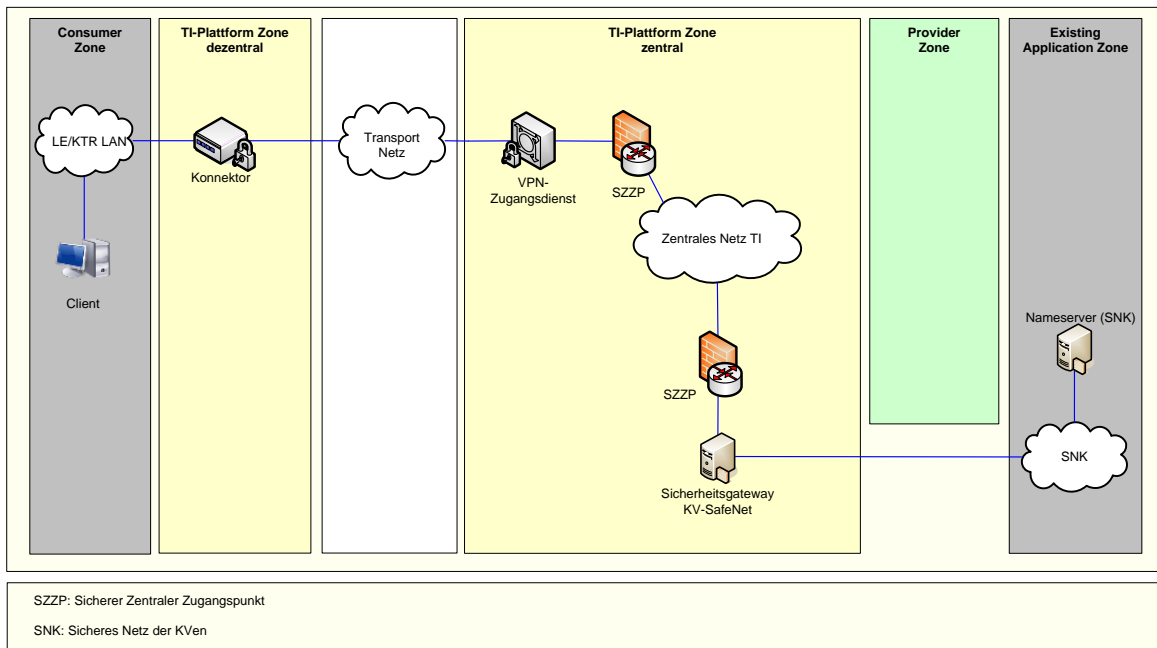 Consumer
Zone
TI-Plattform Zone
dezentral
TI-Plattform Zone
zentral
Provider
Zone
Existing
Application Zone
LE/KTR LAN
Konnektor
Transport
Netz
VPN-
Zugangsdienst
SZZP
Zentrales Netz TI
Client
Nameserver (SNK)
SZZP
SNK
Sicherheitsgateway
KV-SafeNet
SZZP: Sicherer Zentraler Zugangspunkt
SNK: Sicheres Netz der KVen